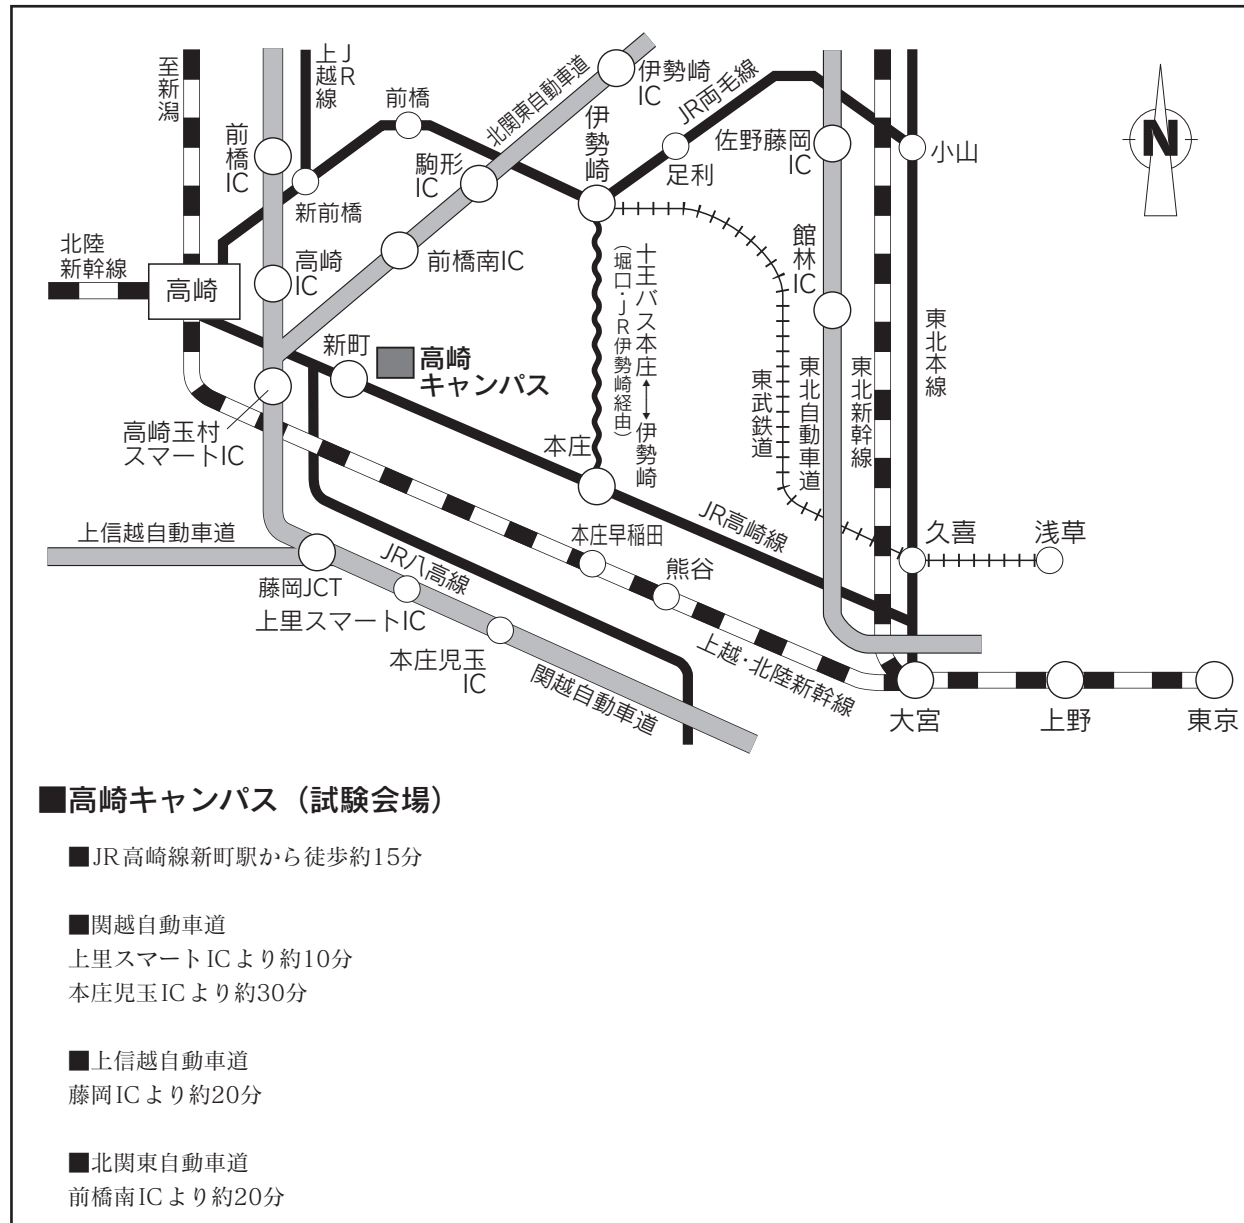 至新潟
JR
上越線
前橋
北関東自動車道
伊勢崎
IC
JR両毛線
前橋IC
駒形
IC
伊勢崎
足利
佐野藤岡
IC
小山
N
新前橋
北陸
新幹線
高崎
高崎
IC
前橋南IC
十王バス本庄⟷伊勢崎
（堀口・JR伊勢崎経由）
館林IC
東北本線
新町
高崎
キャンパス
東武鉄道
東北自動車道
東北新幹線
高崎玉村
スマートIC
本庄
JR高崎線
上信越自動車道
本庄早稲田
久喜
浅草
JR八高線
熊谷
藤岡JCT
上里スマートIC
本庄児玉
IC
関越自動車道
上越・北陸新幹線
大宮
上野
東京
■高崎キャンパス（試験会場）
■JR高崎線新町駅から徒歩約15分
■関越自動車道
上里スマートICより約10分
本庄児玉ICより約30分
■上信越自動車道
藤岡ICより約20分
■北関東自動車道
前橋南ICより約20分